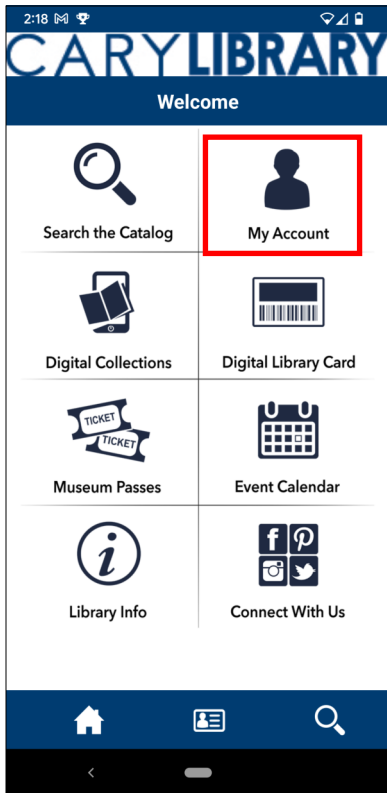 2:18
CARYLIBRARY
Welcome
Search the Catalog
My Account
Digital Collections
Digital Library Card
TICKET
TICKET
Museum Passes
Event Calendar
Library Info
Connect With Us